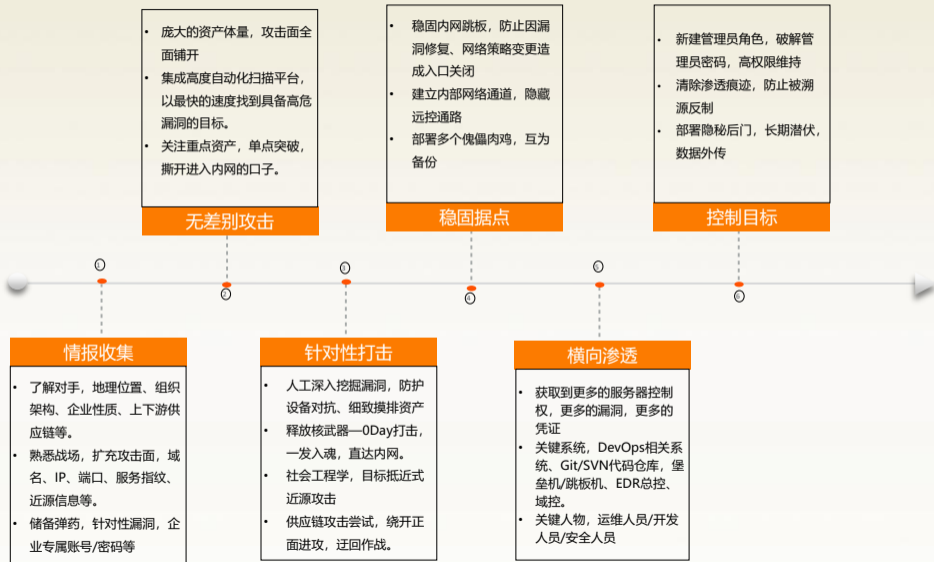 • 庞大的资产体量，攻击面全
面铺开
• 集成高度自动化扫描平台，
以最快的速度找到具备高危
漏洞的目标。
• 关注重点资产，单点突破，
撕开进入内网的口子。
无差别攻击
• 稳固内网跳板，防止因漏
洞修复、网络策略变更造
成入口关闭
• 建立内部网络通道，隐藏
远控通路
• 部署多个傀儡肉鸡，互为
备份
稳固据点
• 新建管理员角色，破解管
理员密码，高权限维持
• 清除渗透痕迹，防止被溯
源反制
• 部署隐秘后门，长期潜伏，
数据外传
控制目标
1
2
3
4
5
6
情报收集
• 了解对手，地理位置、组织
架构、企业性质、上下游供
应链等。
• 熟悉战场，扩充攻击面，域
名、IP、端口、服务指纹、
近源信息等。
• 储备弹药，针对性漏洞，企
业专属账号/密码等
针对性打击
• 人工深入挖掘漏洞，防护
设备对抗、细致摸排资产
• 释放核武器—0Day打击，
一发入魂，直达内网。
• 社会工程学，目标抵近式
近源攻击
• 供应链攻击尝试，绕开正
面进攻，迂回作战。
横向渗透
• 获取到更多的服务器控制
权，更多的漏洞，更多的
凭证
• 关键系统，DevOps相关系
统、Git/SVN代码仓库，堡
垒机/跳板机、EDR总控、
域控。
• 关键人物，运维人员/开发
人员/安全人员